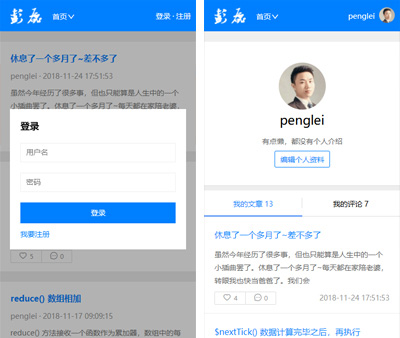 彭磊
首页
登录 · 注册
休息了一个多月了~差不多了
penglei - 2018-11-24 17:51:53
虽然今年经历了很多事，但也只能算是人生中的一个
小插曲罢了。休息了一个多月了~每天都在家陪老婆，
登录
用户名
密码
登录
我要注册
5
0
reduce() 数组相加
penglei - 2018-11-17 09:09:15
reduce() 方法接收一个函数作为累加器，数组中的每
彭磊
首页
penglei
penglei
有点懒，都没有个人介绍
编辑个人资料
我的文章 13
我的评论 7
休息了一个多月了~差不多了
虽然今年经历了很多事，但也只能算是人生中的一个
小插曲罢了。休息了一个多月了~每天都在家陪老婆，
转眼我也快当爸爸了。我们会
4
0
2018-11-24 17:51:53
$nextTick() 数据计算完毕之后，再执行